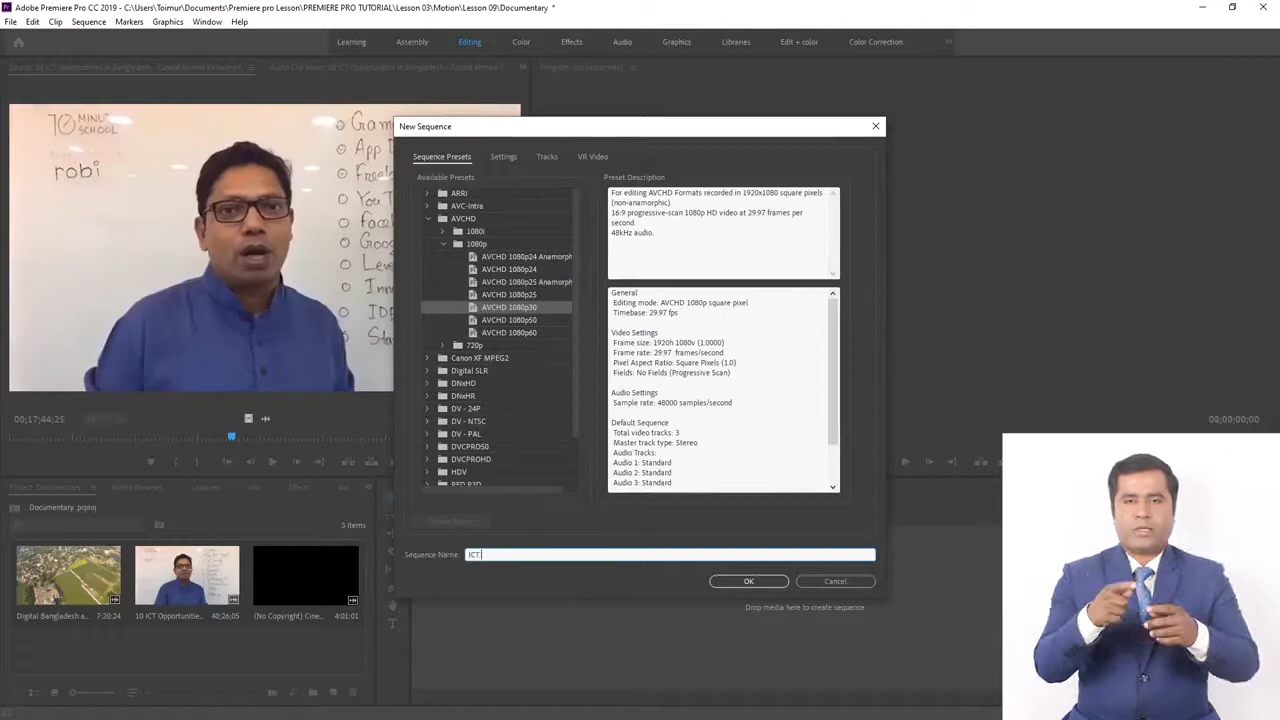 Adobe Premiere Pro CC 2019 - C:\Users\Toimur\Documents\Premiere pro Lesson\PREMIERE PRO TUTORIAL\Lesson 03\Motion\Lesson 09\Documentary *
File Edit Clip Sequence Markers Graphics Window Help
Learning Assembly Editing Color Effects Audio Graphics Libraries Edit + color Color Correction
Program: (no sequences)
10 MINUTE
SCHOOL
robi
New Sequence
Sequence Presets Settings Tracks VR Video
Available Presets
ARRI
AVC-Intra
AVCHD
1080i
1080p
AVCHD 1080p24 Anamorph
AVCHD 1080p24
AVCHD 1080p25 Anamorph
AVCHD 1080p25
AVCHD 1080p30
AVCHD 1080p50
AVCHD 1080p60
720p
Canon XF MPEG2
Digital SLR
DNxHD
DNxHR
DV - 24P
DV - NTSC
DV - PAL
DVCPRO50
DVCPROHD
HDV
RED R3D
Preset Description
For editing AVCHD Formats recorded in 1920x1080 square pixels
(non-anamorphic).
16:9 progressive-scan 1080p HD video at 29.97 frames per
second.
48kHz audio.
General
Editing mode: AVCHD 1080p square pixel
Timebase: 29.97 fps
Video Settings
Frame size: 1920h 1080v (1.0000)
Frame rate: 29.97 frames/second
Pixel Aspect Ratio: Square Pixels (1.0)
Fields: No Fields (Progressive Scan)
Audio Settings
Sample rate: 48000 samples/second
Default Sequence
Total video tracks: 3
Master track type: Stereo
Audio Tracks:
Audio 1: Standard
Audio 2: Standard
Audio 3: Standard
Sequence Name: ICT
OK Cancel
00;17;44;25
00;00;00;00
Project: Documentary Media Browser
Documentary .prproj
3 Items
Digital Bangladesh a... 7:20:24
10 ICT Opportunitie... 40;26;05
(No Copyright) Cine... 4:01:01
Drop media here to create sequence